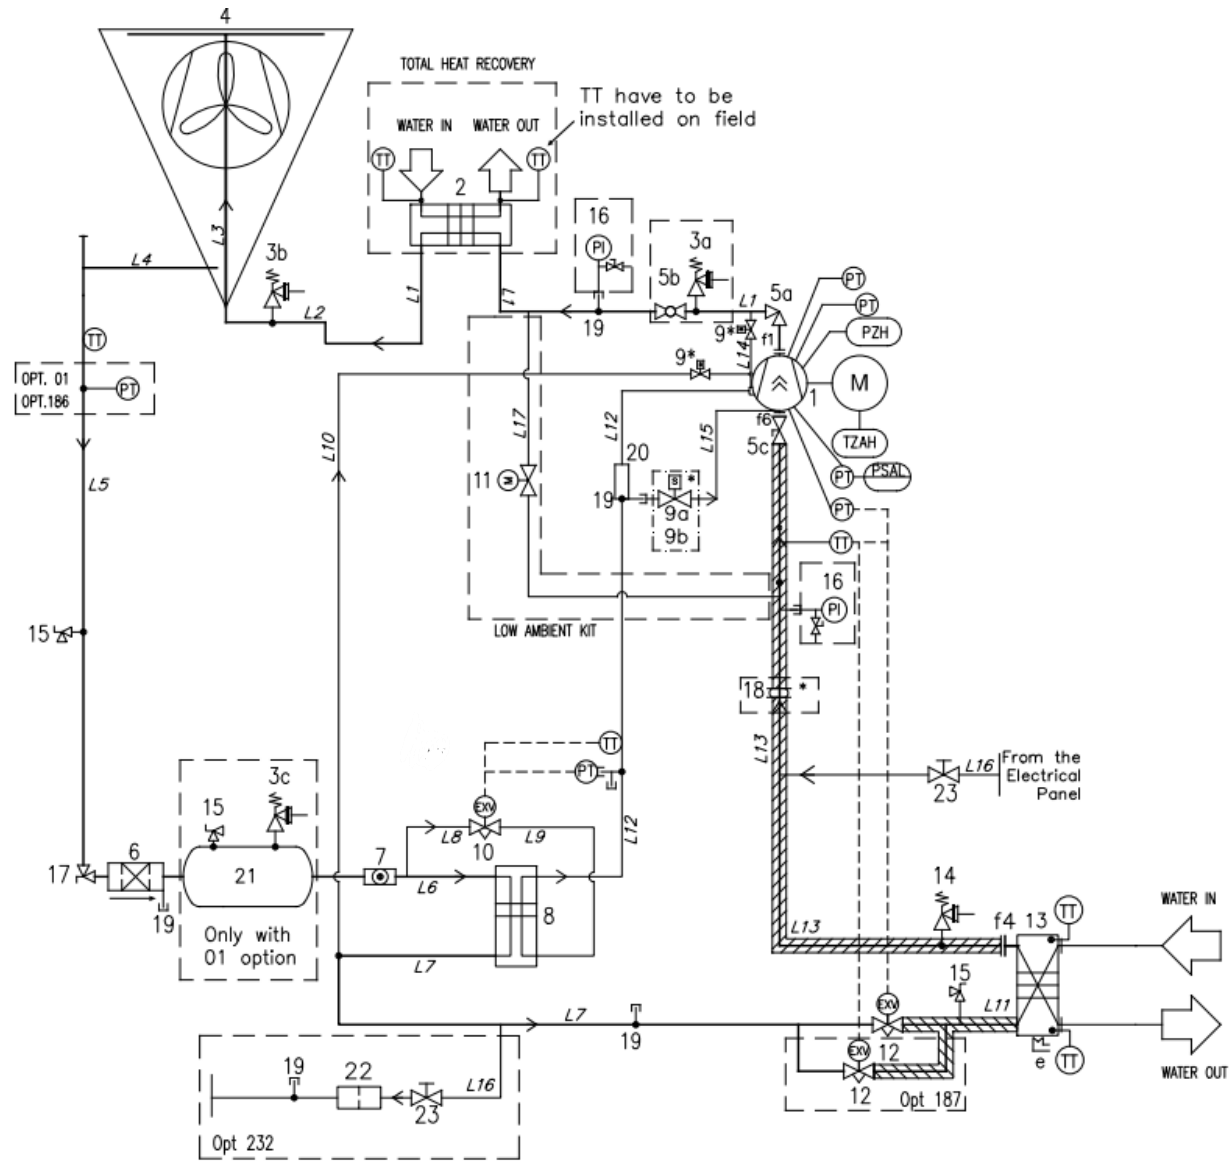 4
TOTAL HEAT RECOVERY
TT have to be
installed on field
WATER IN
WATER OUT
TT
TT
2
L3
3b
16
PI
3a
5b
L4
L1
L1
L1
5a
PT
PT
L2
19
9*
f1
PZH
TT
L14
9*
OPT. 01
OPT.186
PT
M
1
L17
L12
f6
L10
L15
5c
TZAH
20
PT
PSAL
L5
11
M
19
S
*
9a
9b
PT
TT
16
PI
15
LOW AMBIENT KIT
18
*
TT
L13
From the
Electrical
Panel
L16
23
3c
PT
15
EXV
L8
L9
L12
10
17
6
21
7
L6
14
19
8
WATER IN
Only with
01 option
L13
f4
13
TT
L7
15
L11
EXV
L7
19
12
EXV
e
TT
WATER OUT
19
22
L16
23
12
Opt 187
Opt 232